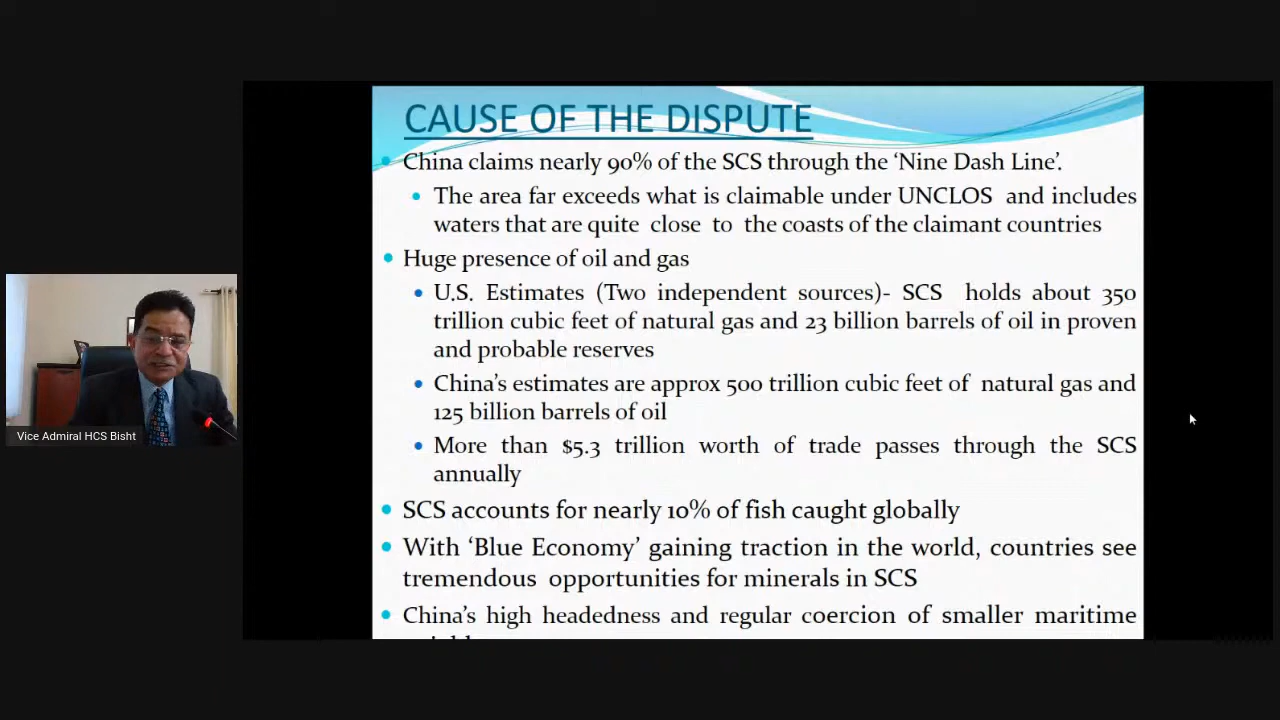 CAUSE OF THE DISPUTE
China claims nearly 90% of the SCS through the ‘Nine Dash Line’.
The area far exceeds what is claimable under UNCLOS and includes
waters that are quite close to the coasts of the claimant countries
Huge presence of oil and gas
U.S. Estimates (Two independent sources)- SCS holds about 350
trillion cubic feet of natural gas and 23 billion barrels of oil in proven
and probable reserves
China’s estimates are approx 500 trillion cubic feet of natural gas and
125 billion barrels of oil
More than $5.3 trillion worth of trade passes through the SCS
annually
SCS accounts for nearly 10% of fish caught globally
With ‘Blue Economy’ gaining traction in the world, countries see
tremendous opportunities for minerals in SCS
China’s high headedness and regular coercion of smaller maritime
Vice Admiral HCS Bisht